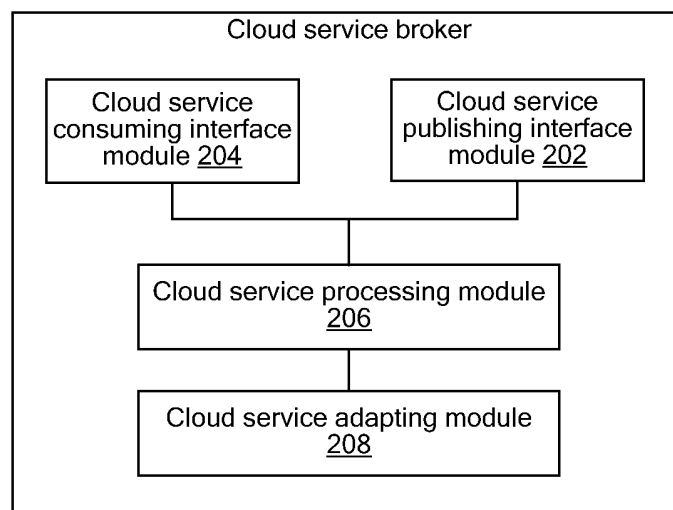 Cloud service broker
Cloud service
consuming interface
module 204
Cloud service
publishing interface
module 202
Cloud service processing module
206
Cloud service adapting module
208